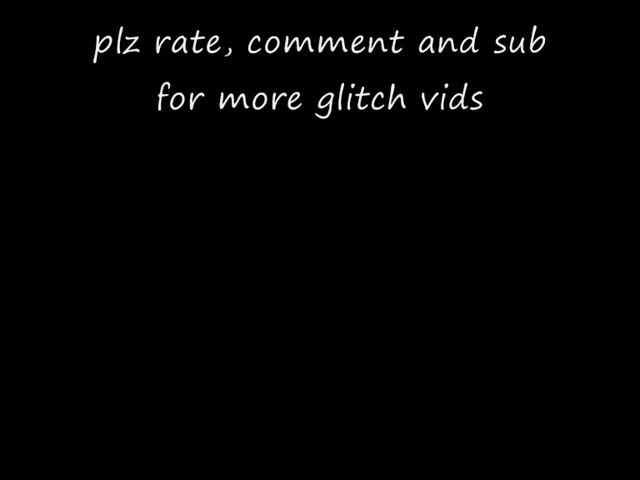 plz rate, comment and sub
for more glitch vids